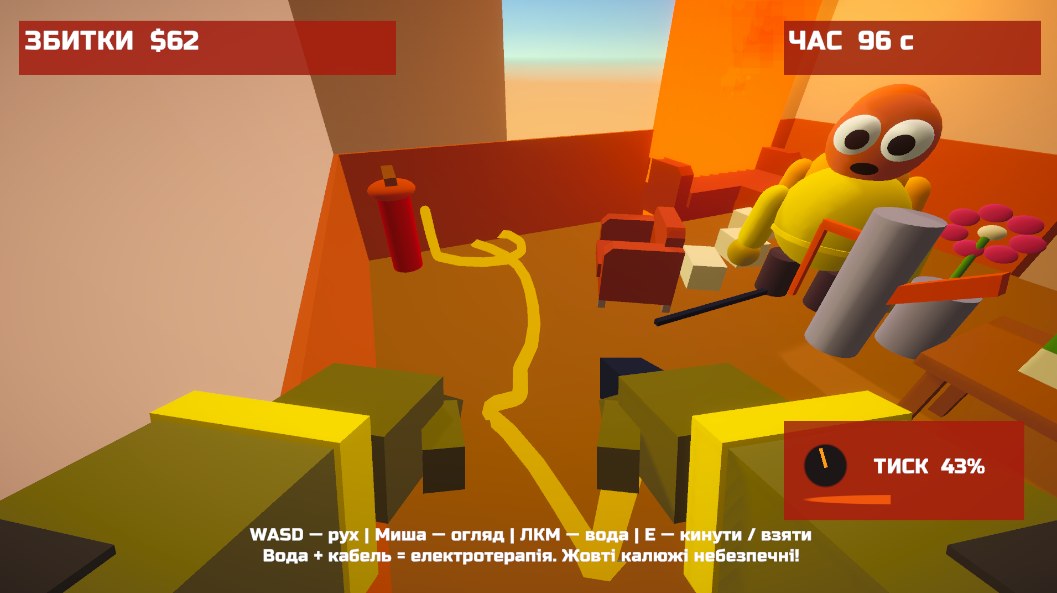 ЗБИТКИ $62
ЧАС 96 с
ТИСК 43%
WASD — рух | Миша — огляд | ЛКМ — вода | E — кинути / взяти
Вода + кабель = електротерапія. Жовті калюжі небезпечні!